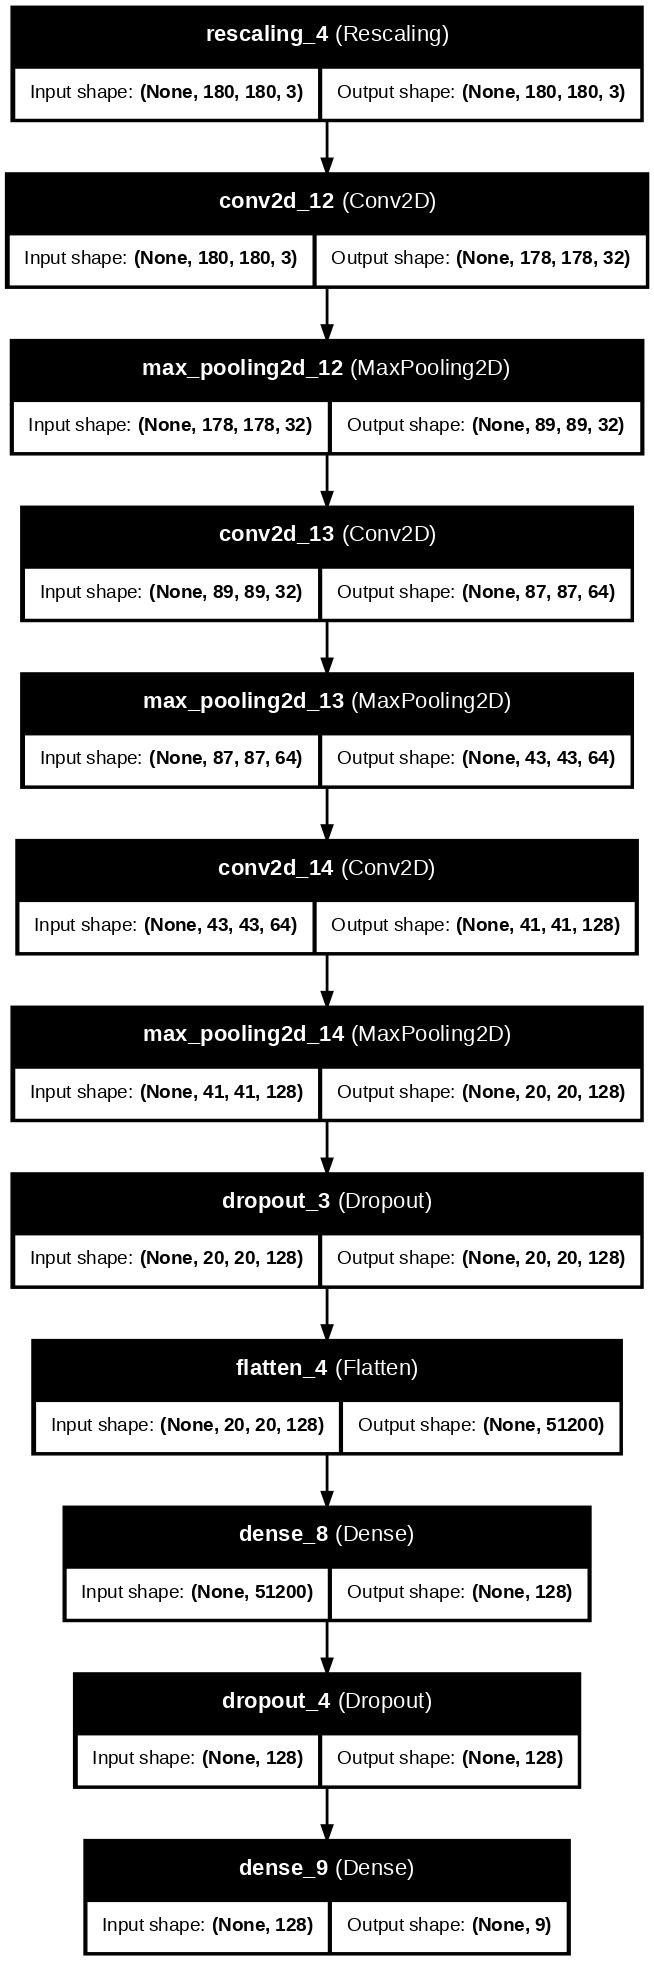 rescaling_4 (Rescaling)
Input shape: (None, 180, 180, 3) Output shape: (None, 180, 180, 3)
conv2d_12 (Conv2D)
Input shape: (None, 180, 180, 3) Output shape: (None, 178, 178, 32)
max_pooling2d_12 (MaxPooling2D)
Input shape: (None, 178, 178, 32) Output shape: (None, 89, 89, 32)
conv2d_13 (Conv2D)
Input shape: (None, 89, 89, 32) Output shape: (None, 87, 87, 64)
max_pooling2d_13 (MaxPooling2D)
Input shape: (None, 87, 87, 64) Output shape: (None, 43, 43, 64)
conv2d_14 (Conv2D)
Input shape: (None, 43, 43, 64) Output shape: (None, 41, 41, 128)
max_pooling2d_14 (MaxPooling2D)
Input shape: (None, 41, 41, 128) Output shape: (None, 20, 20, 128)
dropout_3 (Dropout)
Input shape: (None, 20, 20, 128) Output shape: (None, 20, 20, 128)
flatten_4 (Flatten)
Input shape: (None, 20, 20, 128) Output shape: (None, 51200)
dense_8 (Dense)
Input shape: (None, 51200) Output shape: (None, 128)
dropout_4 (Dropout)
Input shape: (None, 128) Output shape: (None, 128)
dense_9 (Dense)
Input shape: (None, 128) Output shape: (None, 9)